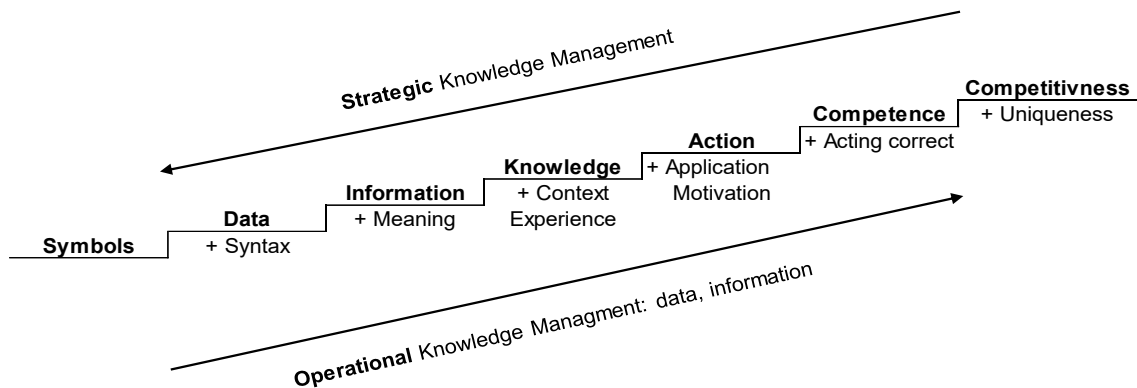 Strategic Knowledge Management
Competitivness
+ Uniqueness
Competence
+ Acting correct
Action
+ Application
Motivation
Knowledge
+ Context
Experience
Information
+ Meaning
Data
+ Syntax
Symbols
Operational Knowledge Managment: data, information